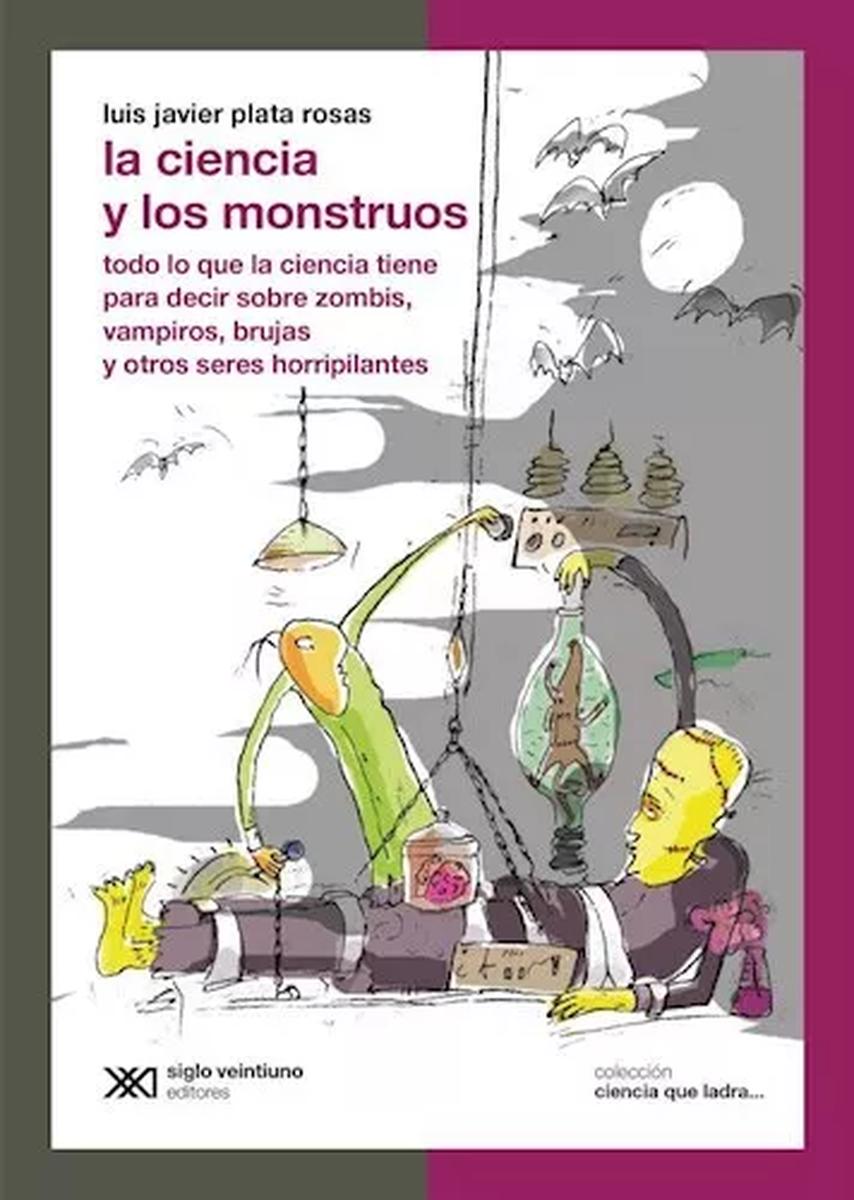 luis javier plata rosas
la ciencia
y los monstruos
todo lo que la ciencia tiene
para decir sobre zombis,
vampiros, brujas
y otros seres horripilantes
siglo veintiuno
editores
colección
ciencia que ladra...